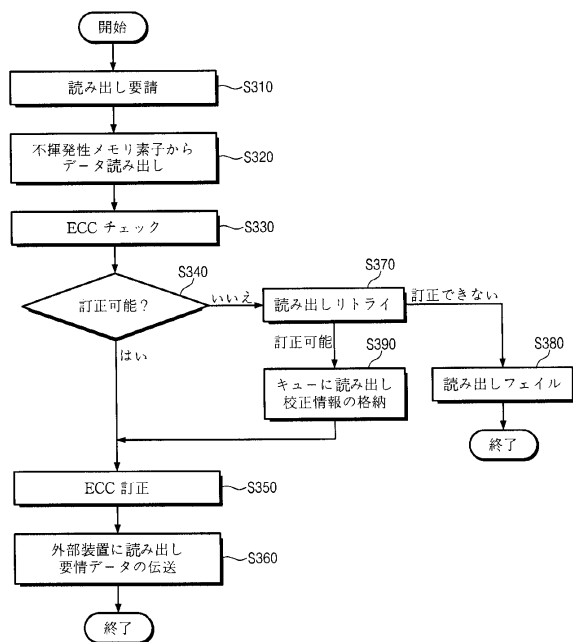 開始
読み出し要請
S310
不揮発性メモリ素子から
データ読み出し
S320
ECC チェック
S330
訂正可能？
S340
いいえ
はい
読み出しリトライ
S370
訂正できない
訂正可能
キューに読み出し
校正情報の格納
S390
読み出しフェイル
S380
終了
ECC 訂正
S350
外部装置に読み出し
要情データの伝送
S360
終了